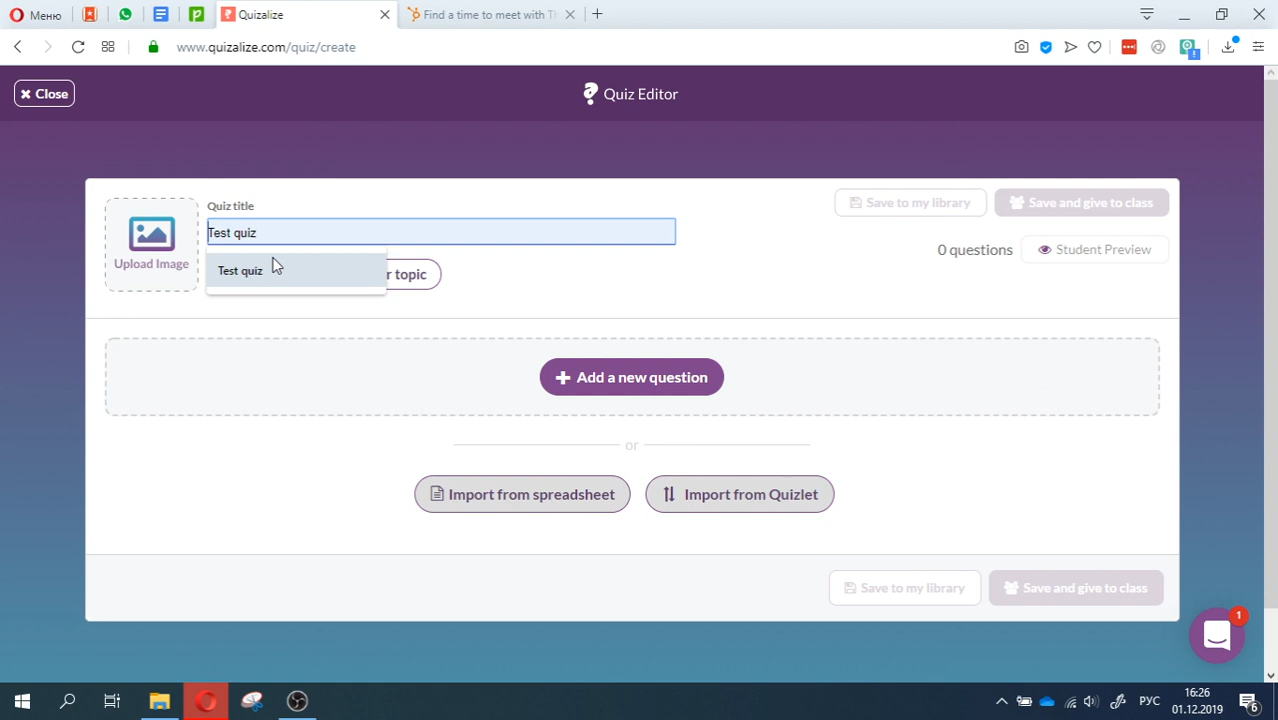 Меню
Quizalize
Find a time to meet with Th
www.quizalize.com/quiz/create
Close
Quiz Editor
Quiz title
Save to my library
Save and give to class
Test quiz
Upload Image
0 questions
Student Preview
Test quiz
r topic
Add a new question
or
Import from spreadsheet
Import from Quizlet
Save to my library
Save and give to class
1
РУС
16:26
01.12.2019
6